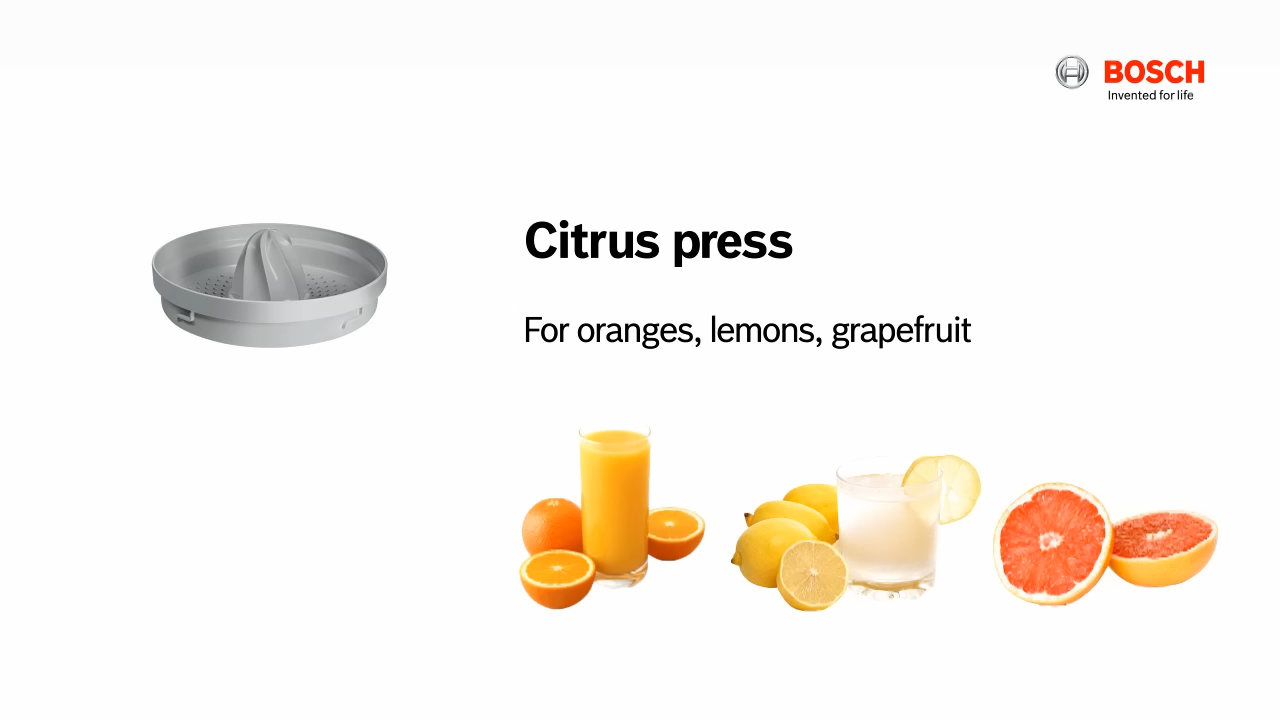 BOSCH
Invented for life
Citrus press
For oranges, lemons, grapefruit